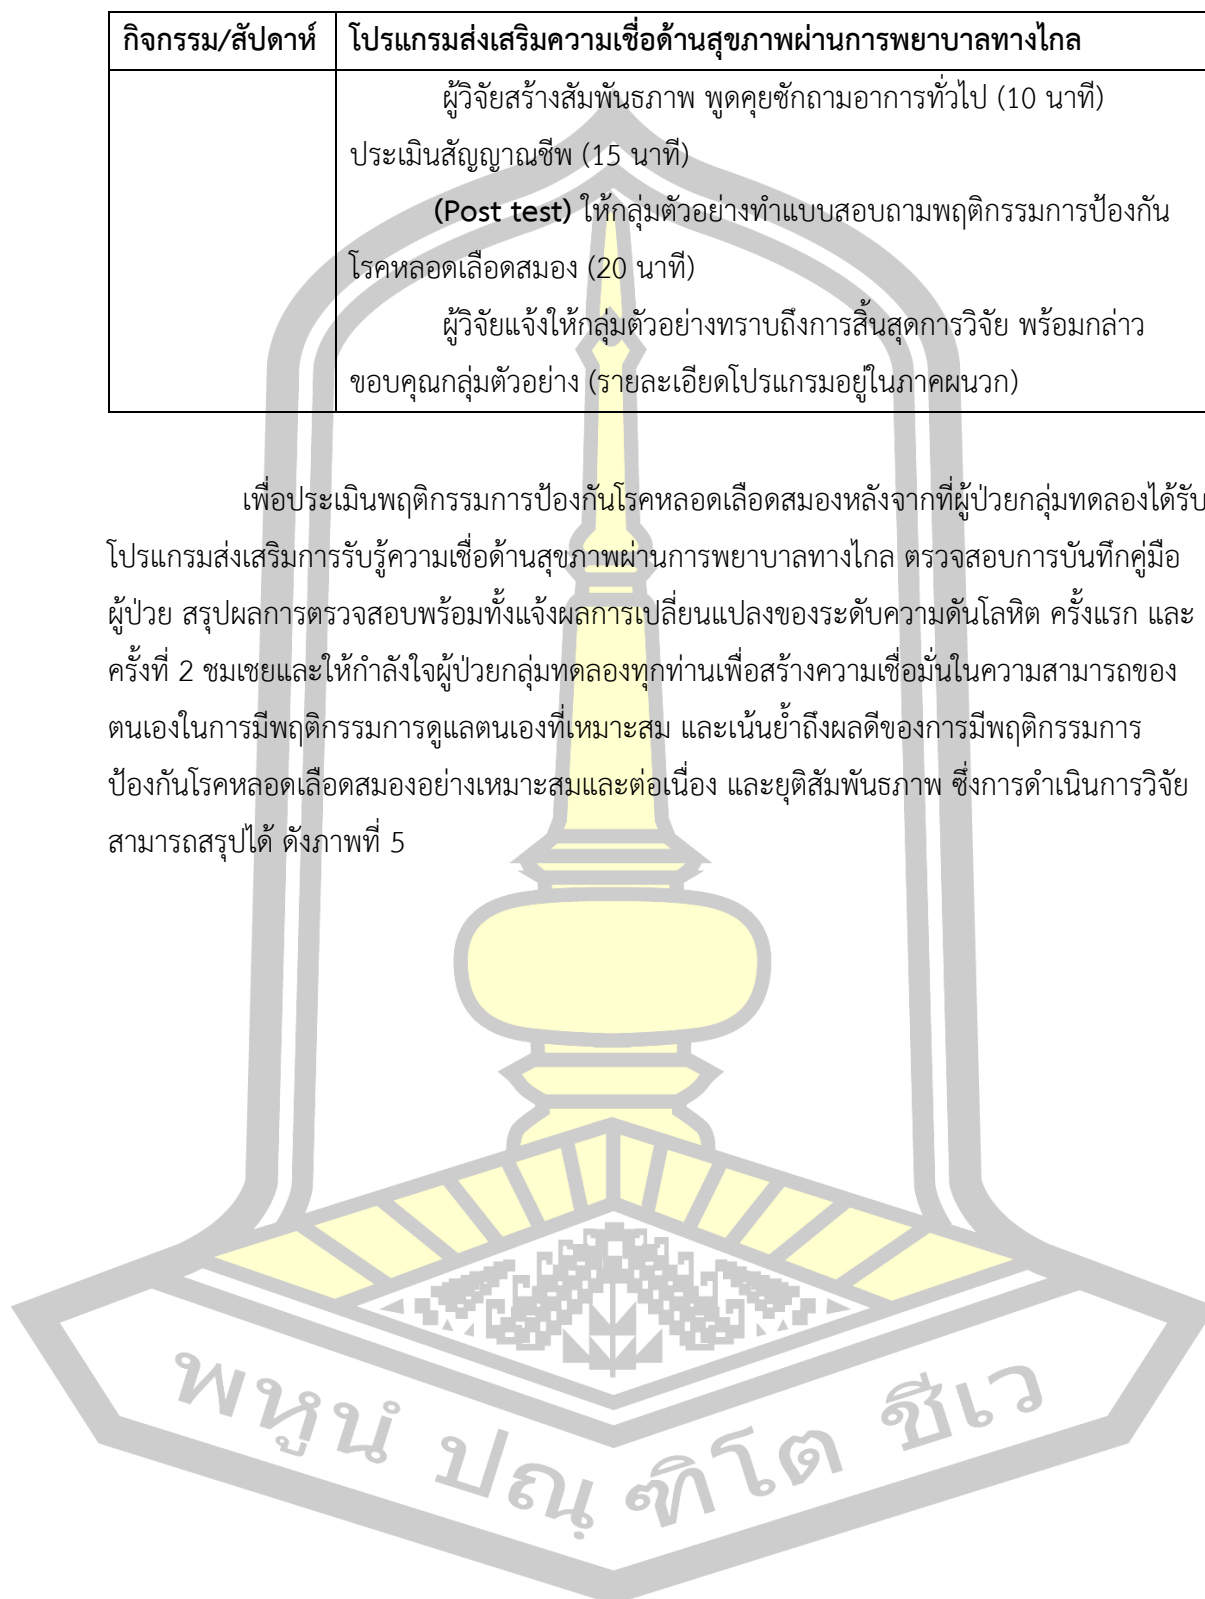 กิจกรรม/สัปดาห์ โปรแกรมส่งเสริมความเชื่อด้านสุขภาพผ่านการพยาบาลทางไกล
ผู้วิจัยสร้างสัมพันธภาพ พูดคุยซักถามอาการทั่วไป (10 นาที)
ประเมินสัญญาณชีพ (15 นาที)
(Post test) ให้กลุ่มตัวอย่างทำแบบสอบถามพฤติกรรมการป้องกัน
โรคหลอดเลือดสมอง (20 นาที)
ผู้วิจัยแจ้งให้กลุ่มตัวอย่างทราบถึงการสิ้นสุดการวิจัย พร้อมกล่าว
ขอบคุณกลุ่มตัวอย่าง (รายละเอียดโปรแกรมอยู่ในภาคผนวก)
เพื่อประเมินพฤติกรรมการป้องกันโรคหลอดเลือดสมองหลังจากที่ผู้ป่วยกลุ่มทดลองได้รับ
โปรแกรมส่งเสริมการรับรู้ความเชื่อด้านสุขภาพผ่านการพยาบาลทางไกล ตรวจสอบการบันทึกคู่มือ
ผู้ป่วย สรุปผลการตรวจสอบพร้อมทั้งแจ้งผลการเปลี่ยนแปลงของระดับความดันโลหิต ครั้งแรก และ
ครั้งที่ 2 ชมเชยและให้กำลังใจผู้ป่วยกลุ่มทดลองทุกท่านเพื่อสร้างความเชื่อมั่นในความสามารถของ
ตนเองในการมีพฤติกรรมการดูแลตนเองที่เหมาะสม และเน้นย้ำถึงผลดีของการมีพฤติกรรมการ
ป้องกันโรคหลอดเลือดสมองอย่างเหมาะสมและต่อเนื่อง และยุติสัมพันธภาพ ซึ่งการดำเนินการวิจัย
สามารถสรุปได้ ดังภาพที่ 5
พหูนํ ปณฺฑิโต ชีเว